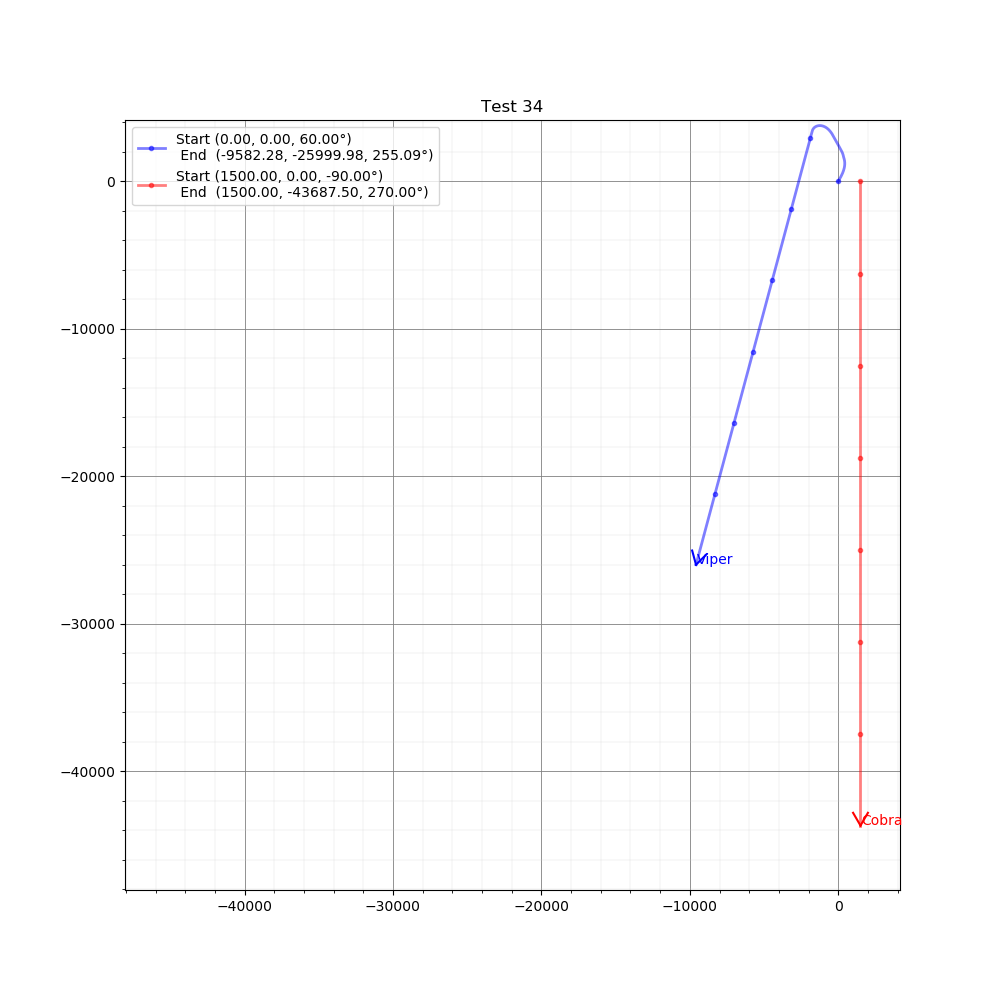 Test 34
Start (0.00, 0.00, 60.00°)
End (-9582.28, -25999.98, 255.09°)
Start (1500.00, 0.00, -90.00°)
End (1500.00, -43687.50, 270.00°)
0
−10000
−20000
−30000
−40000
Viper
Cobra
−40000 −30000 −20000 −10000 0